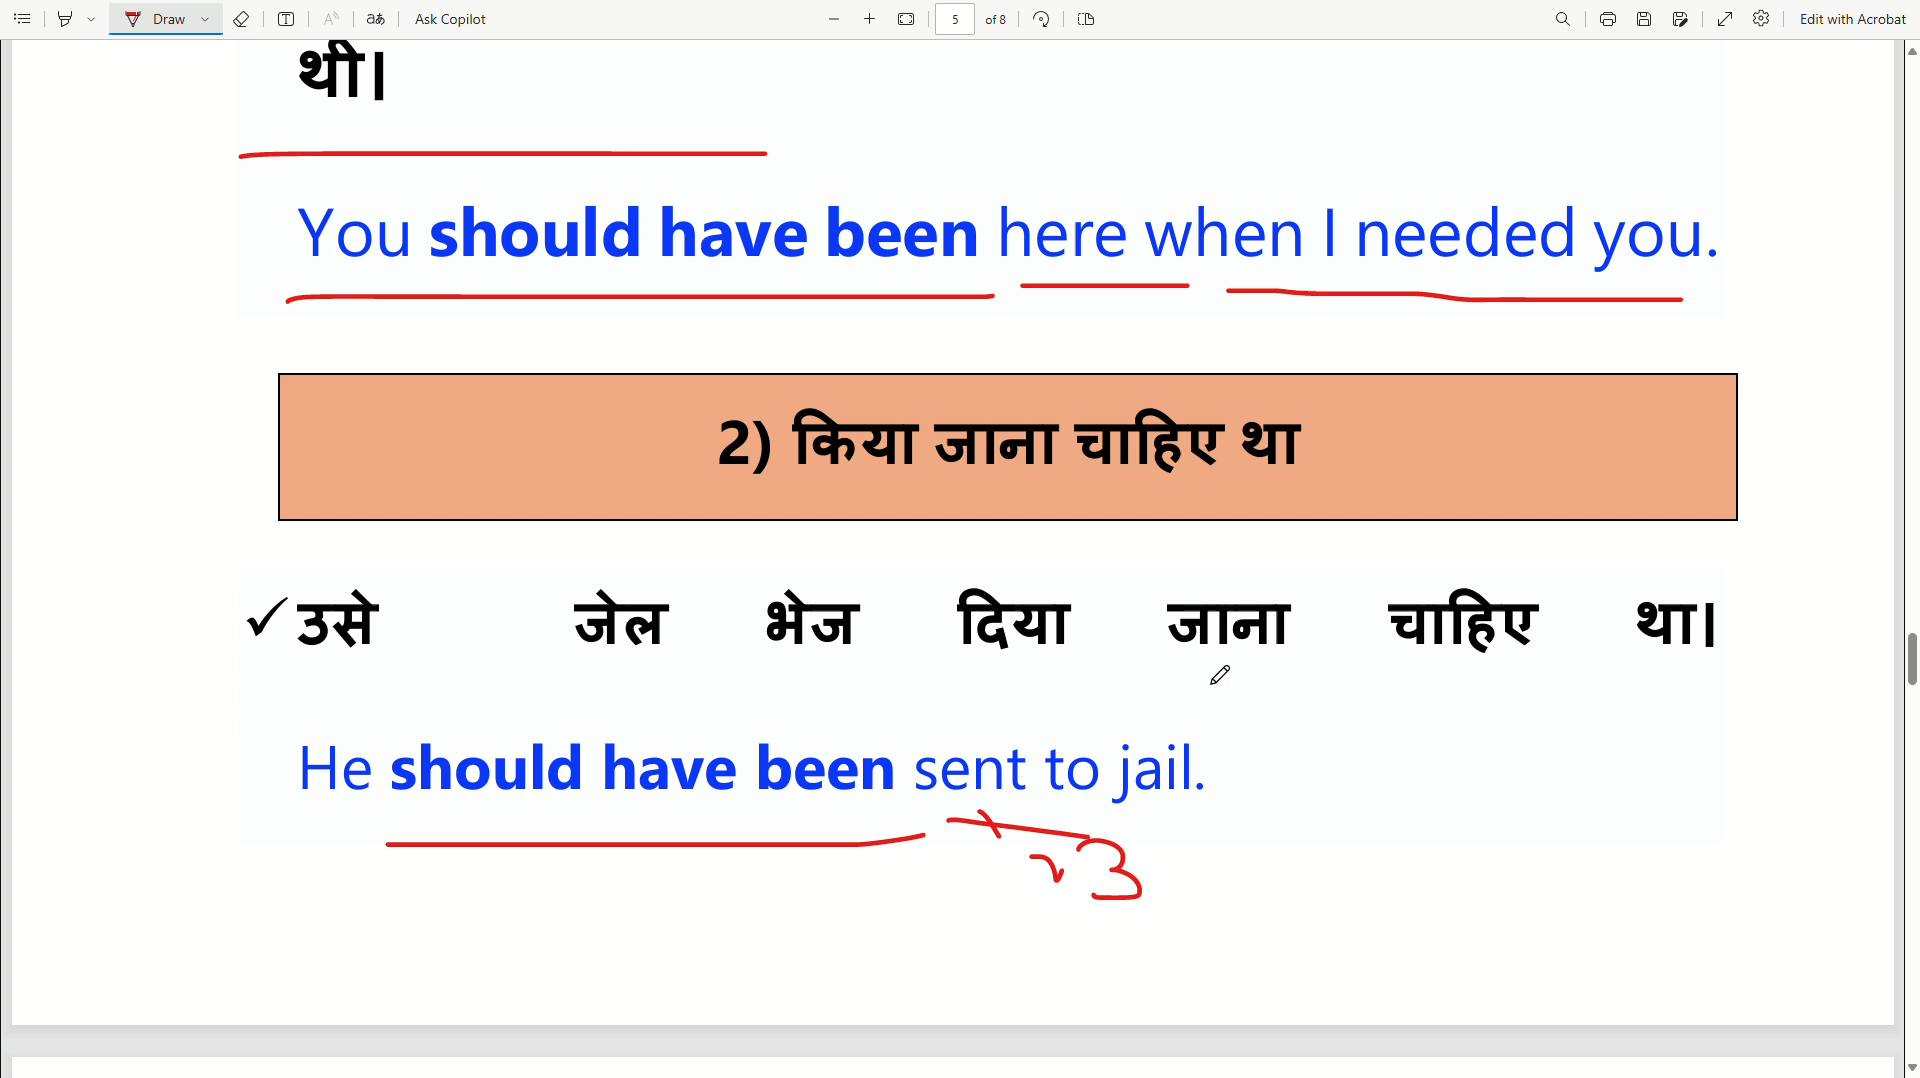 Draw
Ask Copilot
5 of 8
Edit with Acrobat
थी।
You should have been here when I needed you.
2) किया जाना चाहिए था
✓ उसे जेल भेज दिया जाना चाहिए था।
He should have been sent to jail.
v3